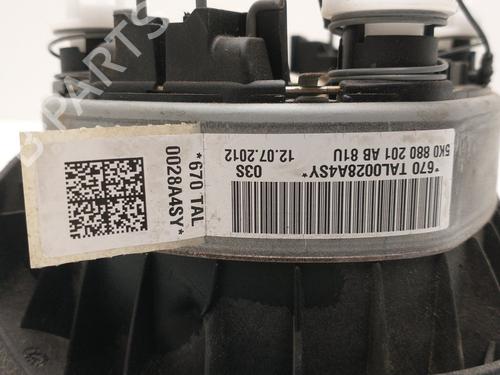 *670 TAL0028A4SY*
5K0 880 201 AB 81U
03S
12.07.2012
*670 TAL
0028A4SY*
B-PARTS